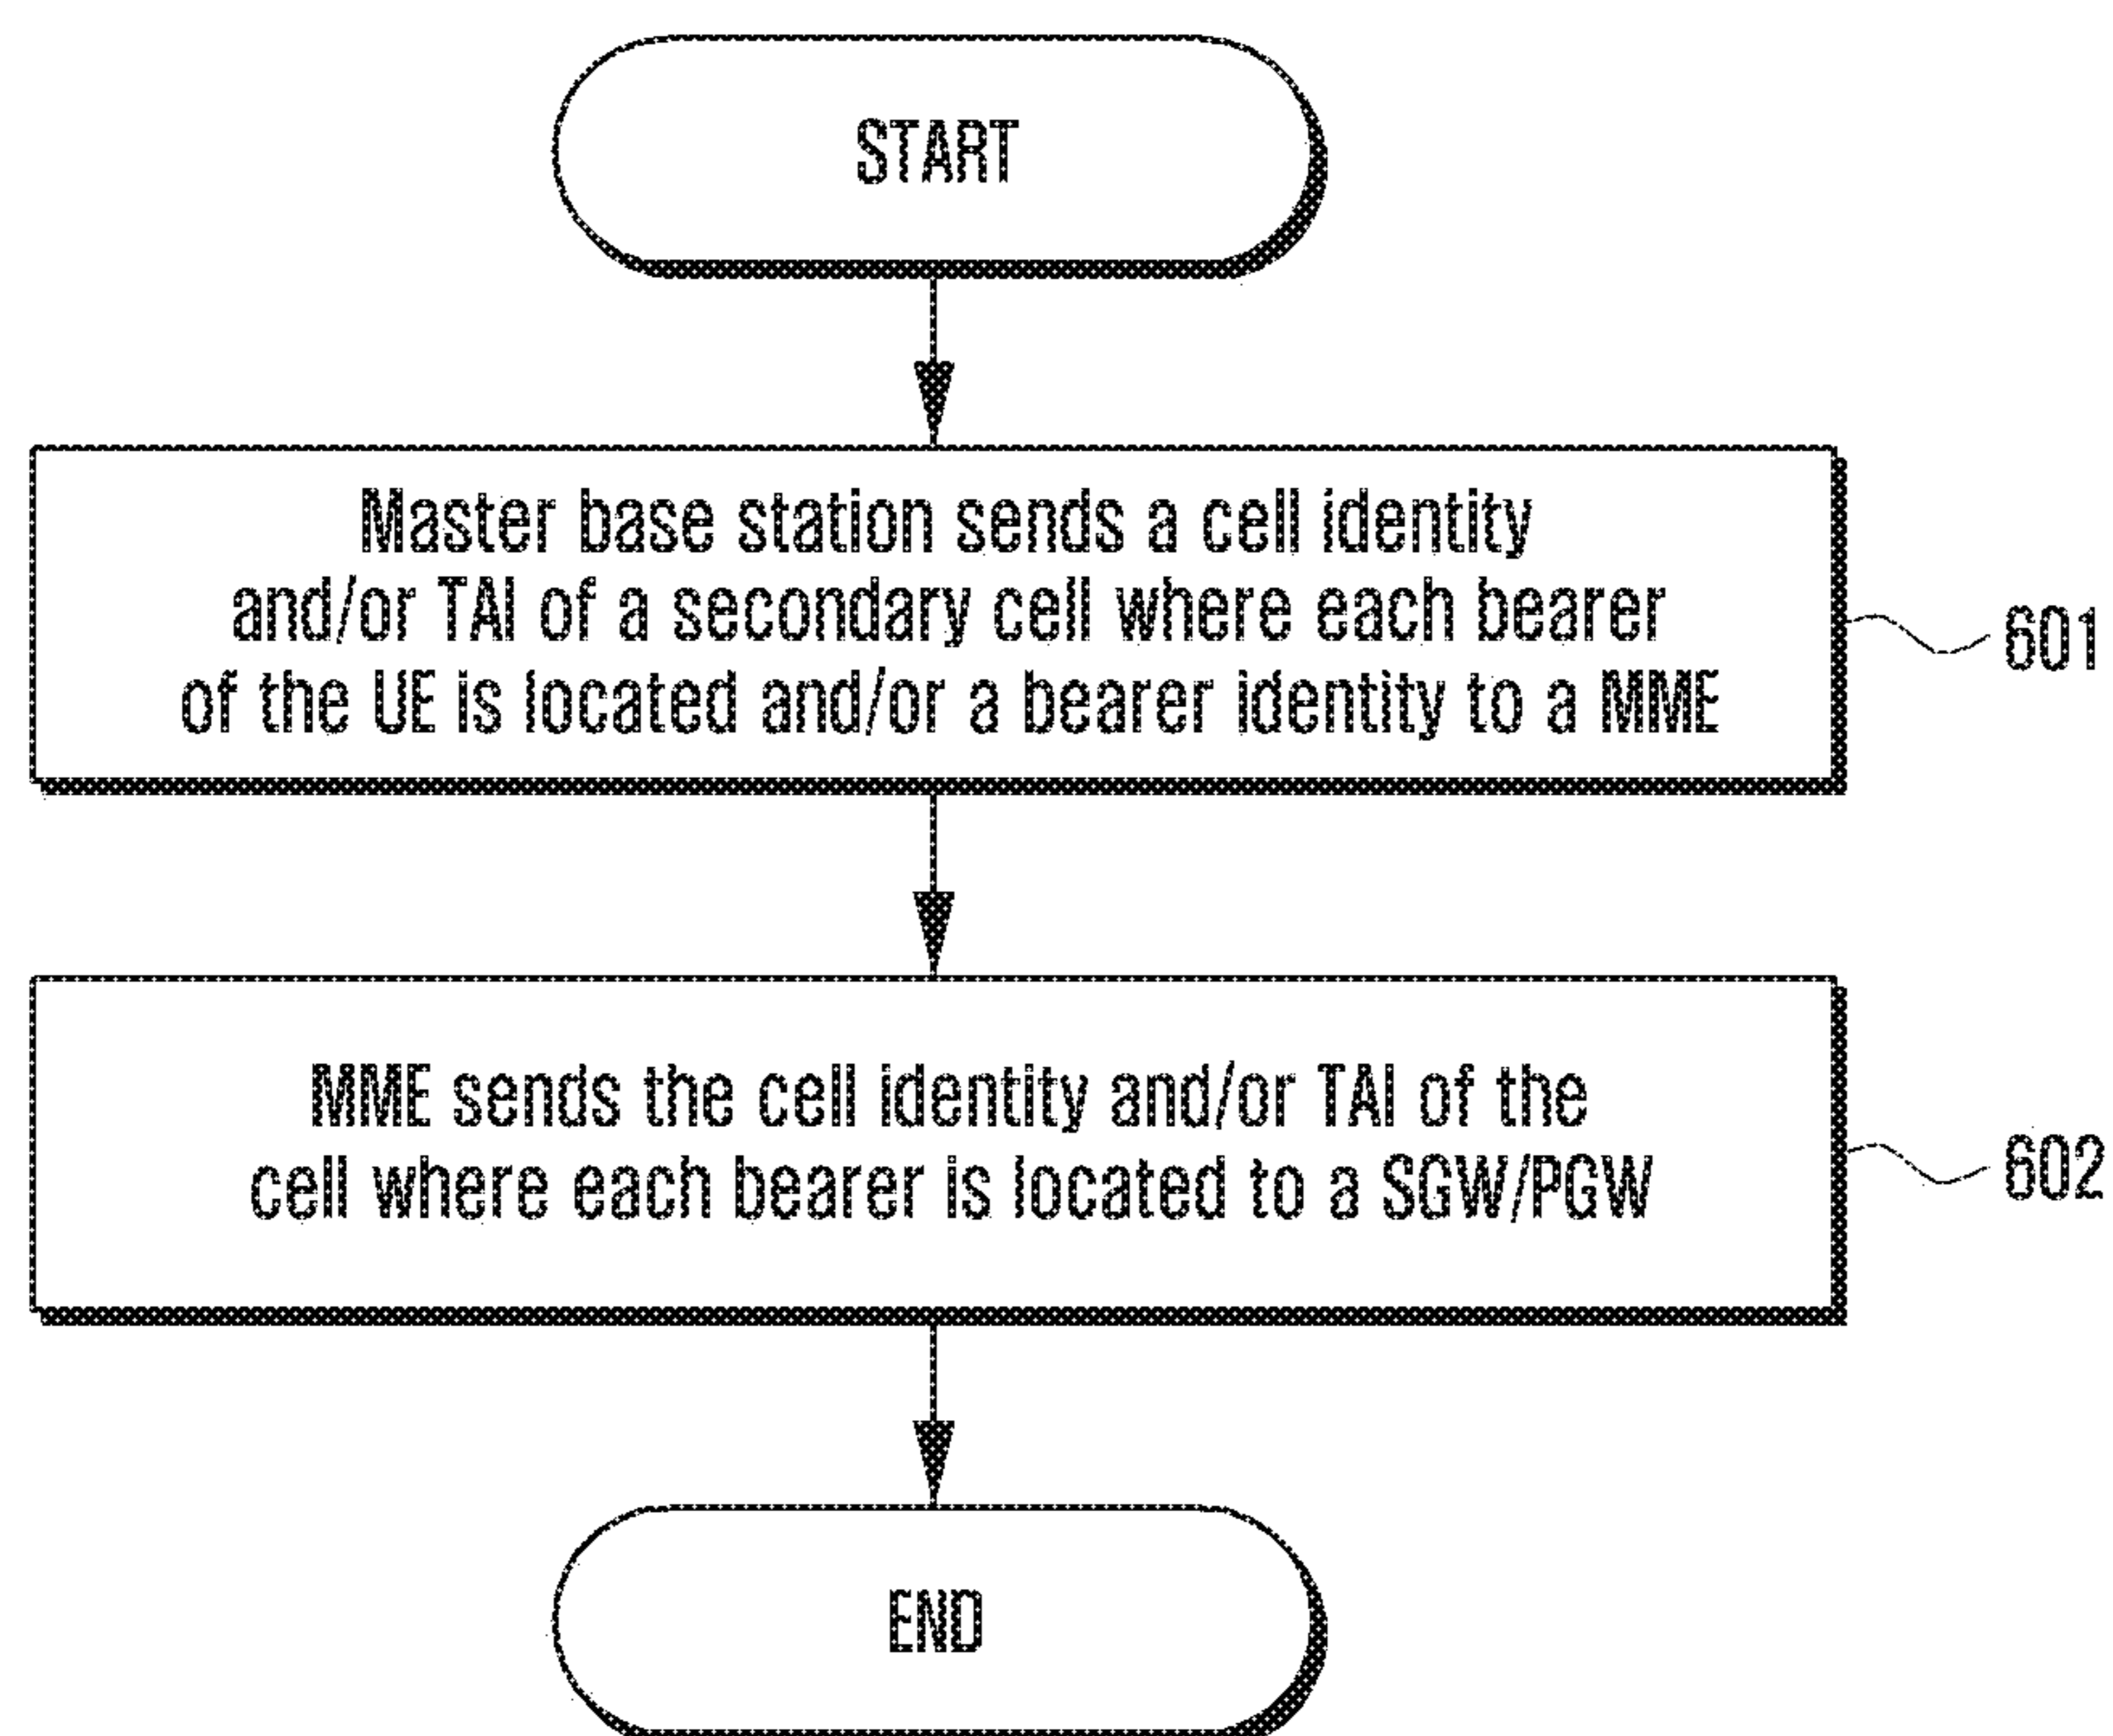 START
Master base station sends a cell identity
and/or TAI of a secondary cell where each bearer
of the UE is located and/or a bearer identity to a MME
601
MME sends the cell identity and/or TAI of the
cell where each bearer is located to a SGW/PGW
602
END